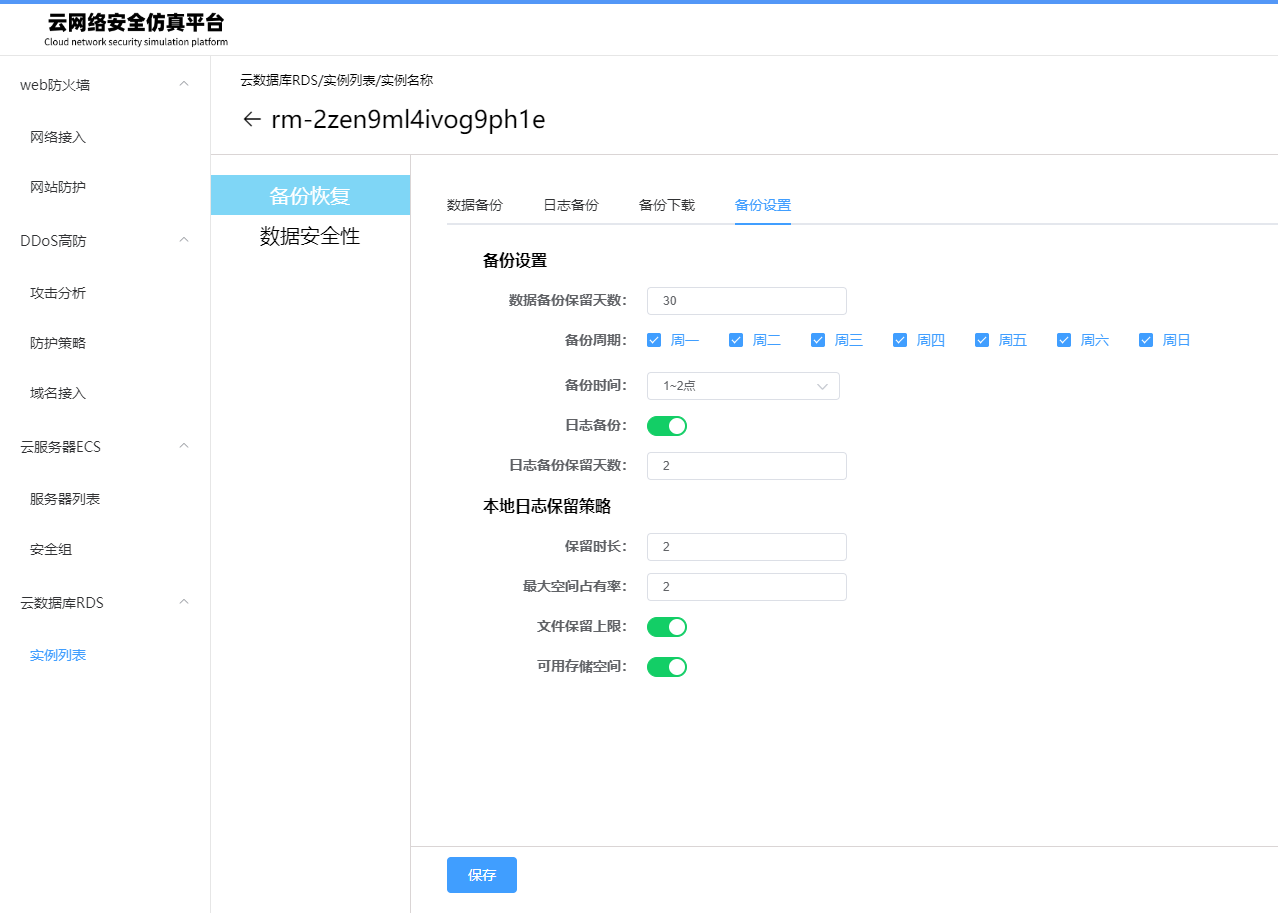 云网络安全仿真平台
Cloud network security simulation platform
web防火墙
网络接入
网站防护
DDoS高防
攻击分析
防护策略
域名接入
云服务器ECS
服务器列表
安全组
云数据库RDS
实例列表
云数据库RDS/实例列表/实例名称
← rm-2zen9ml4ivog9ph1e
备份恢复
数据安全性
数据备份 日志备份 备份下载 备份设置
备份设置
数据备份保留天数: 30
备份周期: 周一 周二 周三 周四 周五 周六 周日
备份时间: 1~2点
日志备份:
日志备份保留天数: 2
本地日志保留策略
保留时长: 2
最大空间占有率: 2
文件保留上限:
可用存储空间:
保存